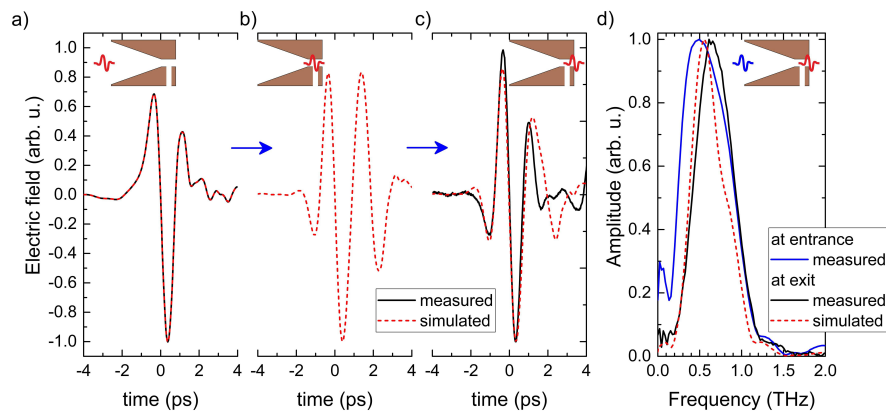 a)
b)
c)
d)
Electric field (arb. u.)
1.0
0.8
0.6
0.4
0.2
0.0
-0.2
-0.4
-0.6
-0.8
-1.0
-4 -2 0 2 4
time (ps)
-4 -2 0 2 4
time (ps)
measured
simulated
-4 -2 0 2 4
time (ps)
Amplitude (arb. u.)
1.0
0.8
0.6
0.4
0.2
0.0
at entrance
measured
at exit
measured
simulated
0.0 0.5 1.0 1.5 2.0
Frequency (THz)